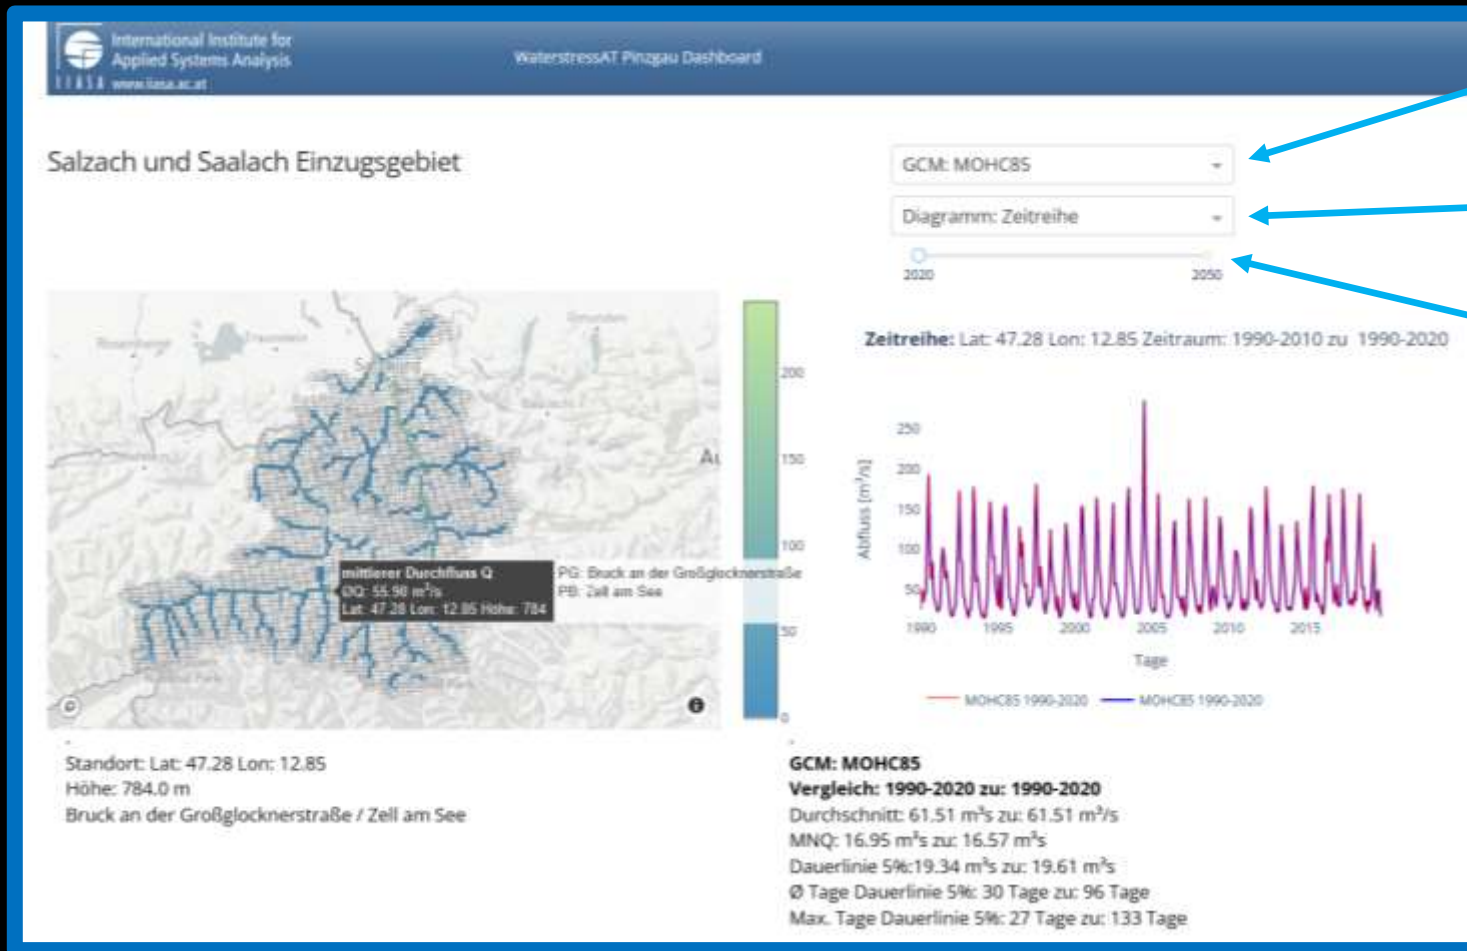 International Institute for
Applied Systems Analysis
IIASA www.iiasa.ac.at
WaterstressAT Pinzgau Dashboard
Salzach und Saalach Einzugsgebiet
GCM: MOHC85
Diagramm: Zeitreihe
2020
2050
Rosenheim
Traunstein
Gmunden
200
150
100
50
0
mittlerer Durchfluss Q
ØQ: 55.90 m³/s
Lat: 47.28 Lon: 12.85 Höhe: 784
PG: Bruck an der Großglocknerstraße
PB: Zell am See
Zeitreihe: Lat: 47.28 Lon: 12.85 Zeitraum: 1990-2010 zu 1990-2020
Abfluss [m³/s]
250
200
150
100
50
1990
1995
2000
2005
2010
2015
Tage
MOHC85 1990-2020
MOHC85 1990-2020
Standort: Lat: 47.28 Lon: 12.85
Höhe: 784.0 m
Bruck an der Großglocknerstraße / Zell am See
GCM: MOHC85
Vergleich: 1990-2020 zu: 1990-2020
Durchschnitt: 61.51 m³s zu: 61.51 m³/s
MNQ: 16.95 m³s zu: 16.57 m³s
Dauerlinie 5%:19.34 m³s zu: 19.61 m³s
Ø Tage Dauerlinie 5%: 30 Tage zu: 96 Tage
Max. Tage Dauerlinie 5%: 27 Tage zu: 133 Tage